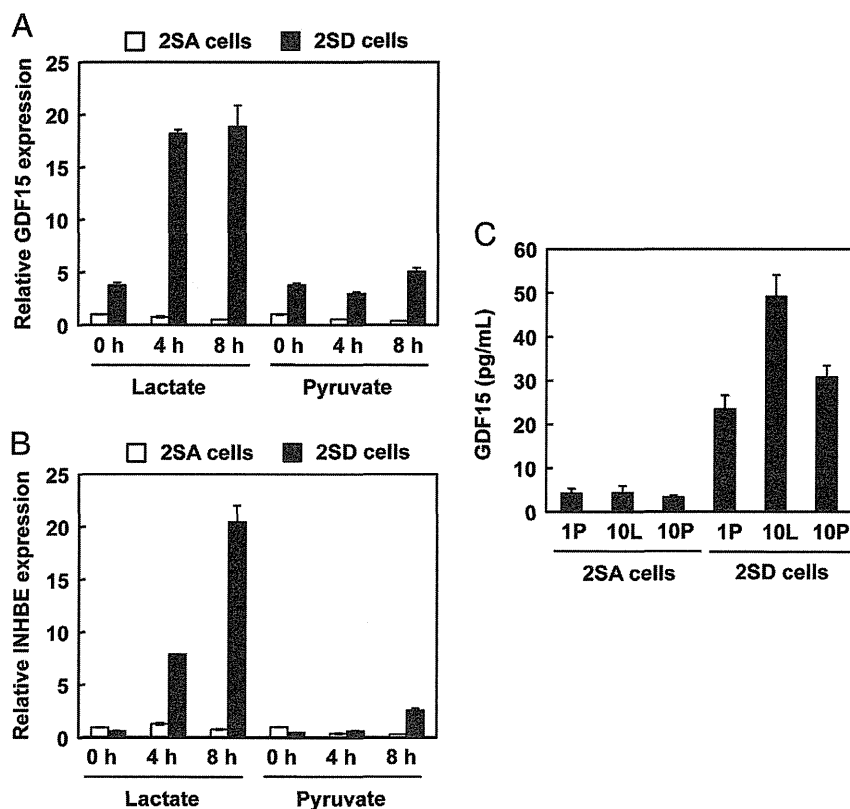 A
2SA cells 2SD cells
Relative GDF15 expression
25
20
15
10
5
0
0 h 4 h 8 h 0 h 4 h 8 h
Lactate Pyruvate
B
2SA cells 2SD cells
Relative INHBE expression
25
20
15
10
5
0
0 h 4 h 8 h 0 h 4 h 8 h
Lactate Pyruvate
C
GDF15 (pg/mL)
60
50
40
30
20
10
0
1P 10L 10P 1P 10L 10P
2SA cells 2SD cells